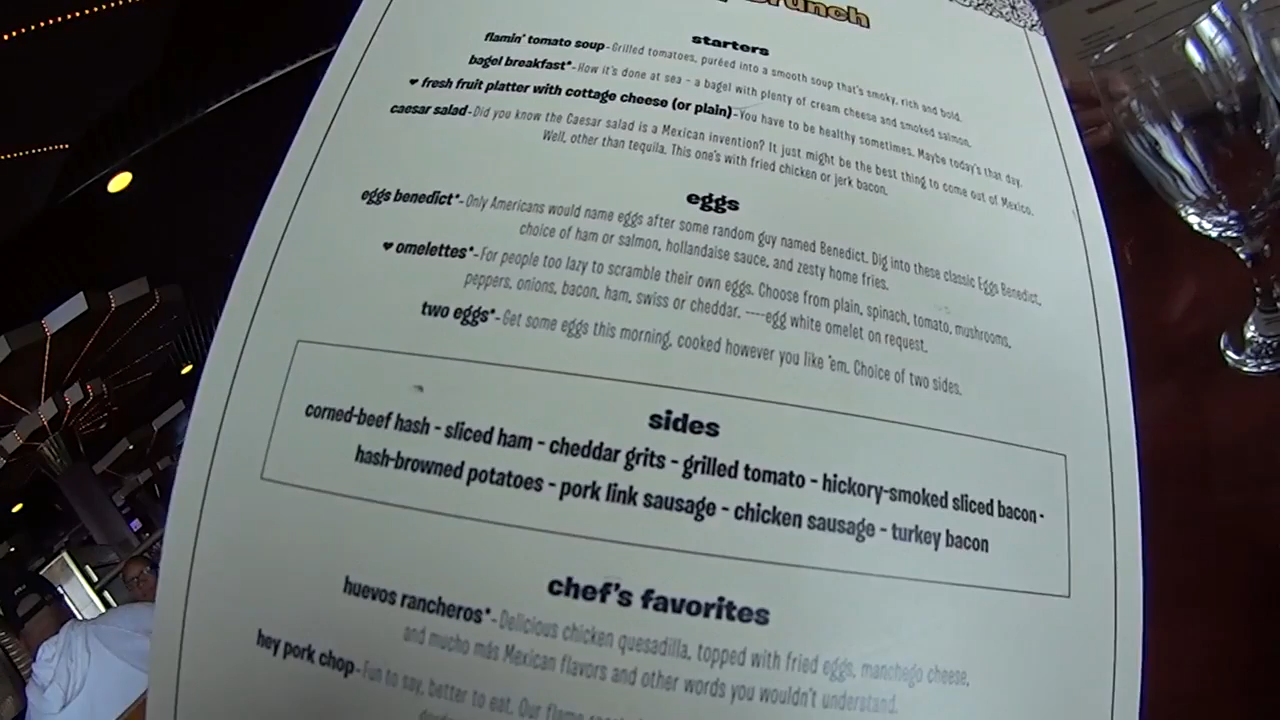 Brunch
starters
flamin' tomato soup - Grilled tomatoes, puréed into a smooth soup that's smoky, rich and bold.
bagel breakfast* - How it's done at sea - a bagel with plenty of cream cheese and smoked salmon.
♥ fresh fruit platter with cottage cheese (or plain) - You have to be healthy sometimes. Maybe today's that day.
caesar salad - Did you know the Caesar salad is a Mexican invention? It just might be the best thing to come out of Mexico.
Well, other than tequila. This one's with fried chicken or jerk bacon.
eggs
eggs benedict* - Only Americans would name eggs after some random guy named Benedict. Dig into these classic Eggs Benedict,
choice of ham or salmon, hollandaise sauce, and zesty home fries.
♥ omelettes* - For people too lazy to scramble their own eggs. Choose from plain, spinach, tomato, mushrooms,
peppers, onions, bacon, ham, swiss or cheddar. ----egg white omelet on request.
two eggs* - Get some eggs this morning, cooked however you like 'em. Choice of two sides.
sides
corned-beef hash - sliced ham - cheddar grits - grilled tomato - hickory-smoked sliced bacon -
hash-browned potatoes - pork link sausage - chicken sausage - turkey bacon
chef's favorites
huevos rancheros* - Delicious chicken quesadilla, topped with fried eggs, manchego cheese,
and mucho más Mexican flavors and other words you wouldn't understand.
hey pork chop - Fun to say, better to eat. Our flame